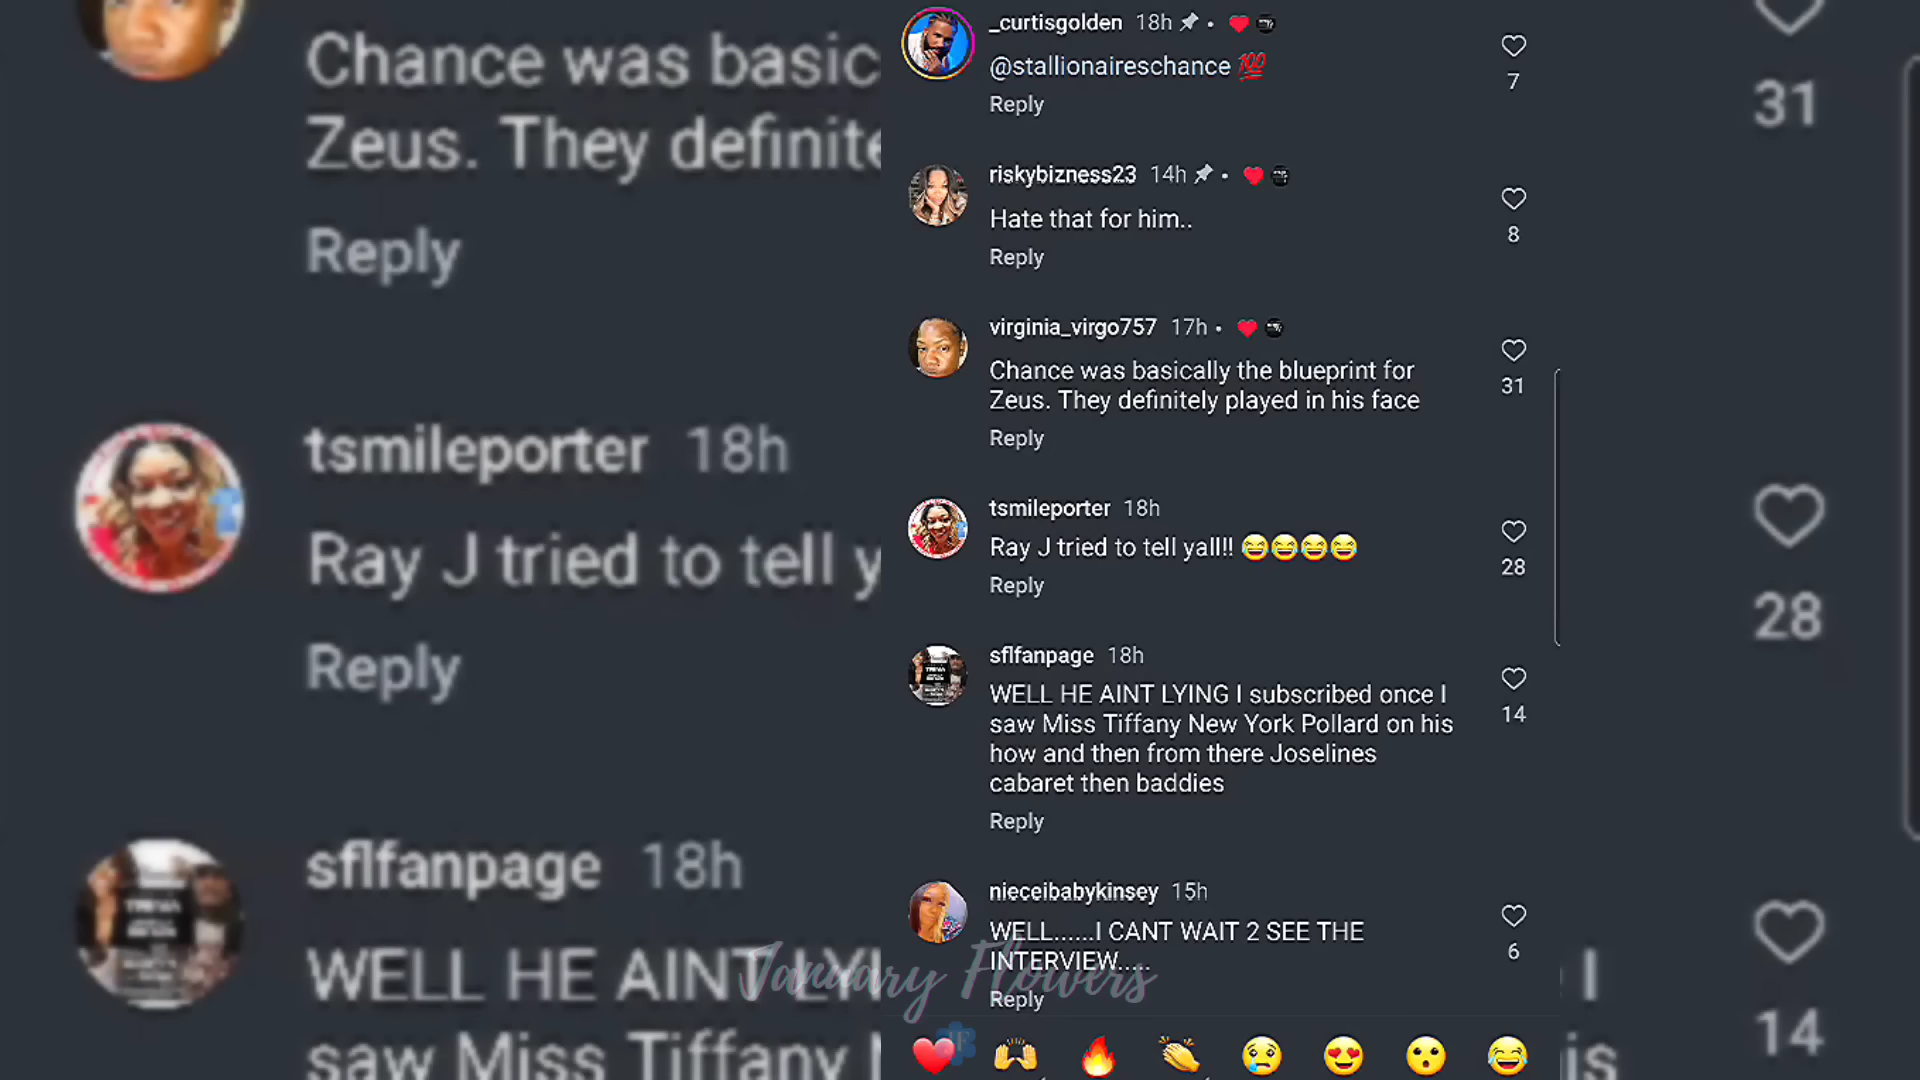 _curtisgolden 18h
@stallionaireschance 💯
Reply
7
riskybizness23 14h
Hate that for him..
Reply
8
virginia_virgo757 17h
Chance was basically the blueprint for
Zeus. They definitely played in his face
Reply
31
tsmileporter 18h
Ray J tried to tell yall!! 😂😂😂😂
Reply
28
sflfanpage 18h
WELL HE AINT LYING I subscribed once I
saw Miss Tiffany New York Pollard on his
how and then from there Joselines
cabaret then baddies
Reply
14
nieceibabykinsey 15h
WELL......I CANT WAIT 2 SEE THE
INTERVIEW.....
Reply
6
January Flowers
JF
Chance was basic
Zeus. They definite
Reply
31
tsmileporter 18h
Ray J tried to tell y
Reply
28
sflfanpage 18h
WELL HE AINT LYI
I
saw Miss Tiffany
is
14